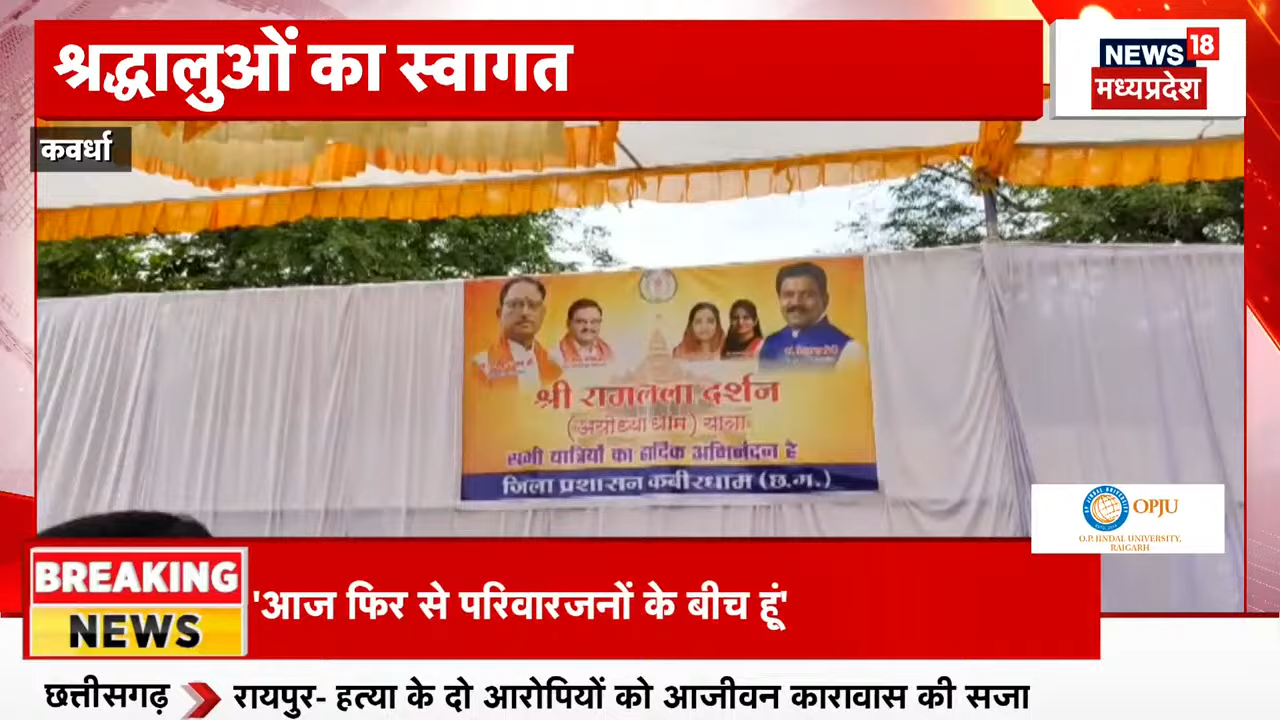 श्रद्धालुओं का स्वागत
NEWS 18
मध्यप्रदेश
कवर्धा
श्री रामलला दर्शन
(अयोध्या धाम) यात्रा
सभी यात्रियों का हार्दिक अभिनंदन है
जिला प्रशासन कबीरधाम (छ.ग.)
OPJU
O.P. JINDAL UNIVERSITY,
RAIGARH
BREAKING
NEWS
'आज फिर से परिवारजनों के बीच हूं'
छत्तीसगढ़
रायपुर- हत्या के दो आरोपियों को आजीवन कारावास की सजा